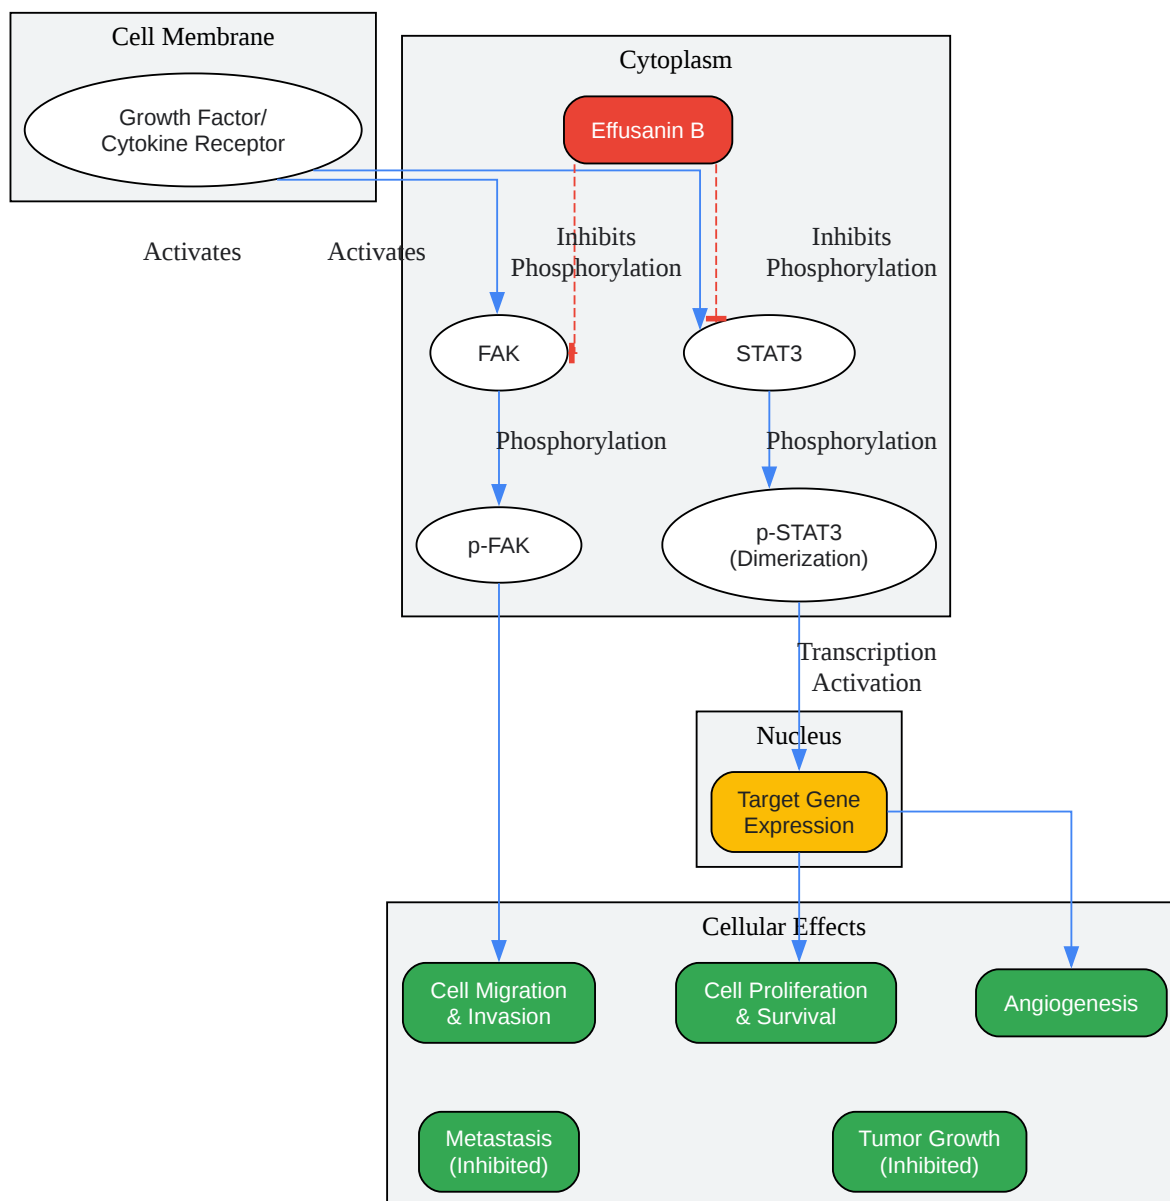 Cell Membrane
Growth Factor/
Cytokine Receptor
Cytoplasm
Effusanin B
Activates
Activates
Inhibits
Phosphorylation
Inhibits
Phosphorylation
FAK
STAT3
Phosphorylation
Phosphorylation
p-FAK
p-STAT3
(Dimerization)
Transcription
Activation
Nucleus
Target Gene
Expression
Cellular Effects
Cell Migration
& Invasion
Cell Proliferation
& Survival
Angiogenesis
Metastasis
(Inhibited)
Tumor Growth
(Inhibited)